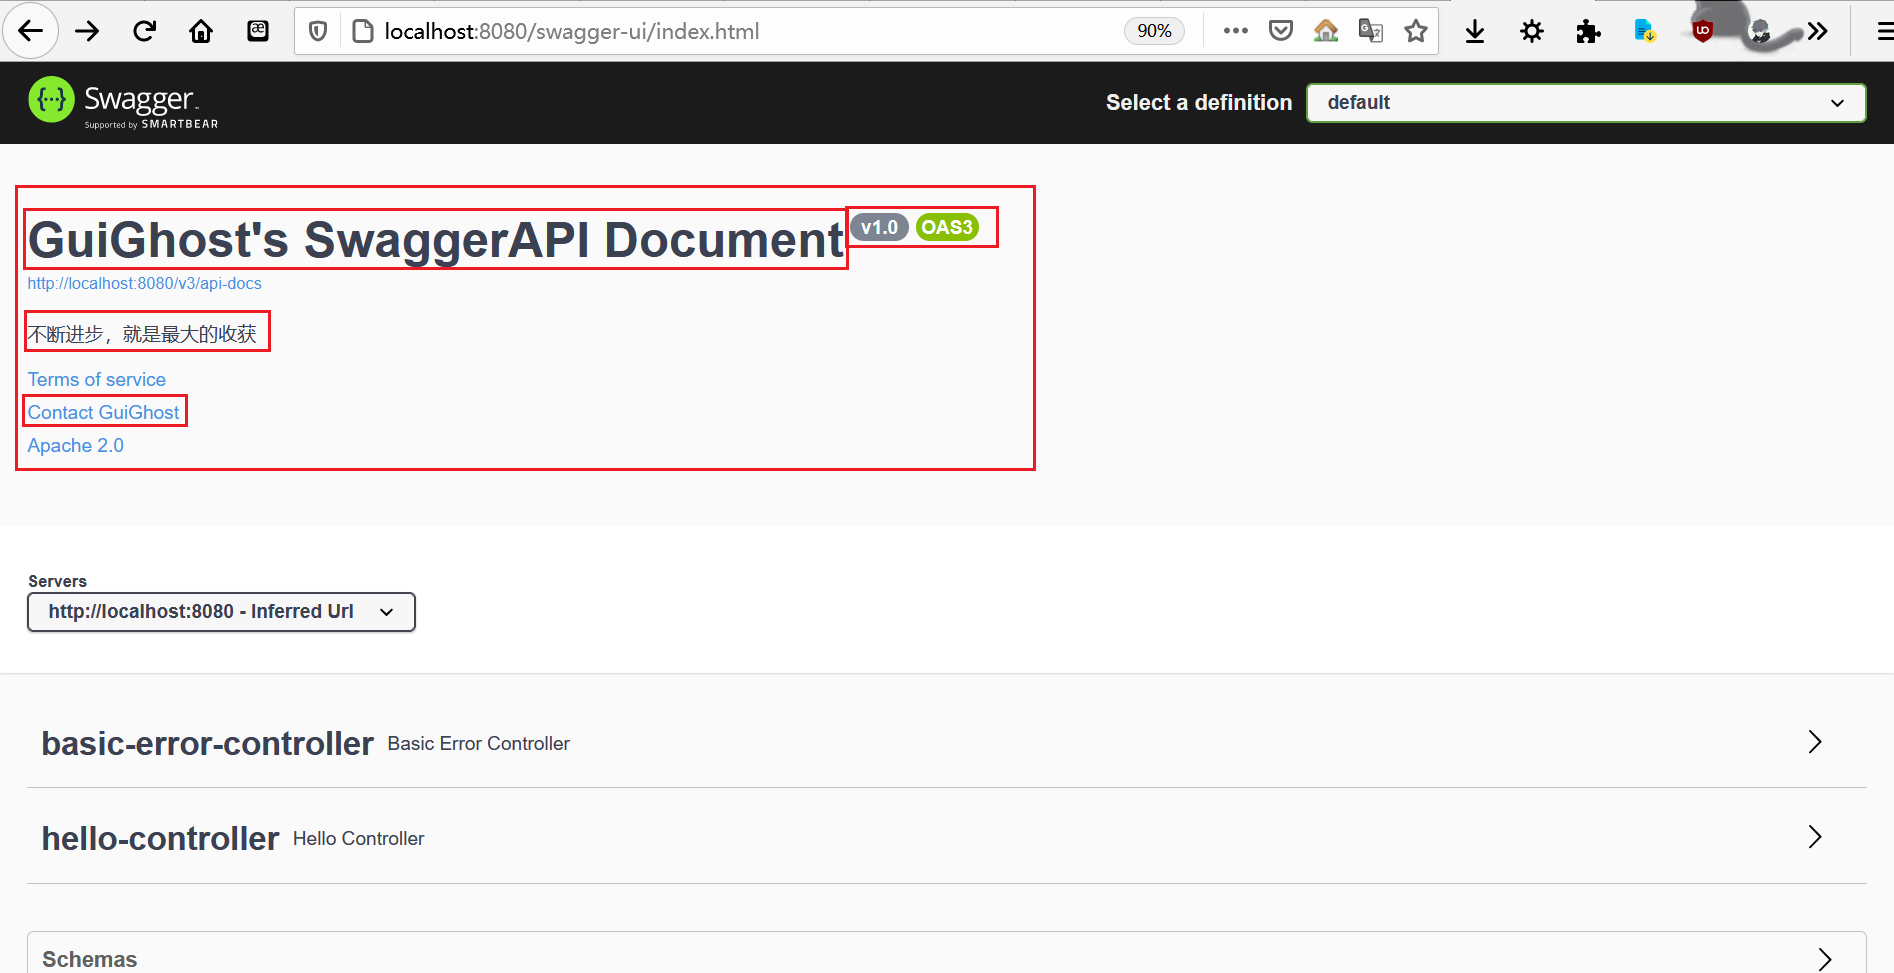 localhost:8080/swagger-ui/index.html
90%
Swagger
Supported by SMARTBEAR
Select a definition
default
GuiGhost's SwaggerAPI Document
v1.0
OAS3
http://localhost:8080/v3/api-docs
不断进步，就是最大的收获
Terms of service
Contact GuiGhost
Apache 2.0
Servers
http://localhost:8080 - Inferred Url
basic-error-controller Basic Error Controller
hello-controller Hello Controller
Schemas